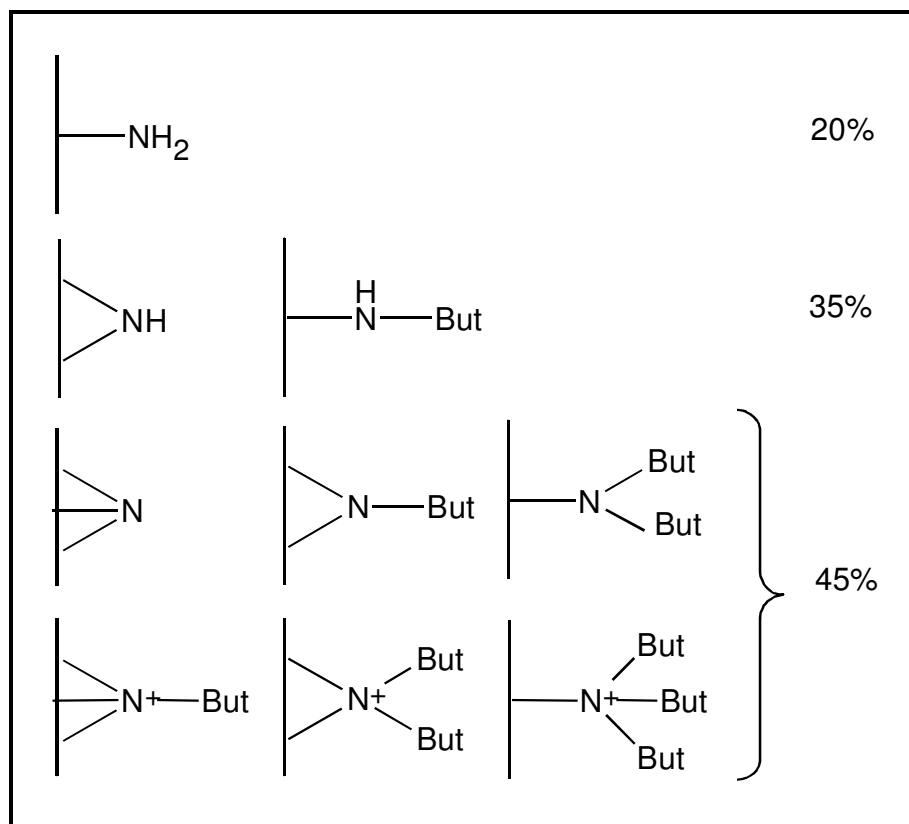 NH2 20%
NH H
N But 35%
N N But N But
But
45%
N+ But N+ But
But N+ But
But
But